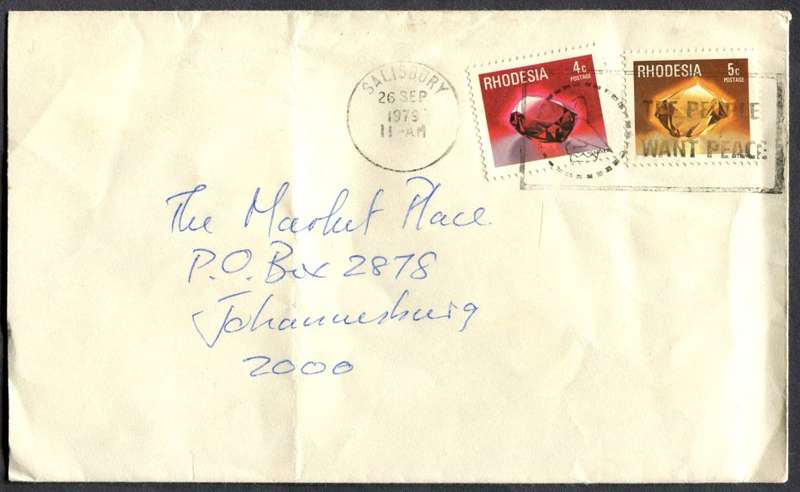 SALISBURY
26 SEP
1979
11-AM
RHODESIA 4c
POSTAGE
RHODESIA 5c
POSTAGE
THE PEOPLE
WANT PEACE
The Market Place
P.O. Box 2878
Johannesburg
2000